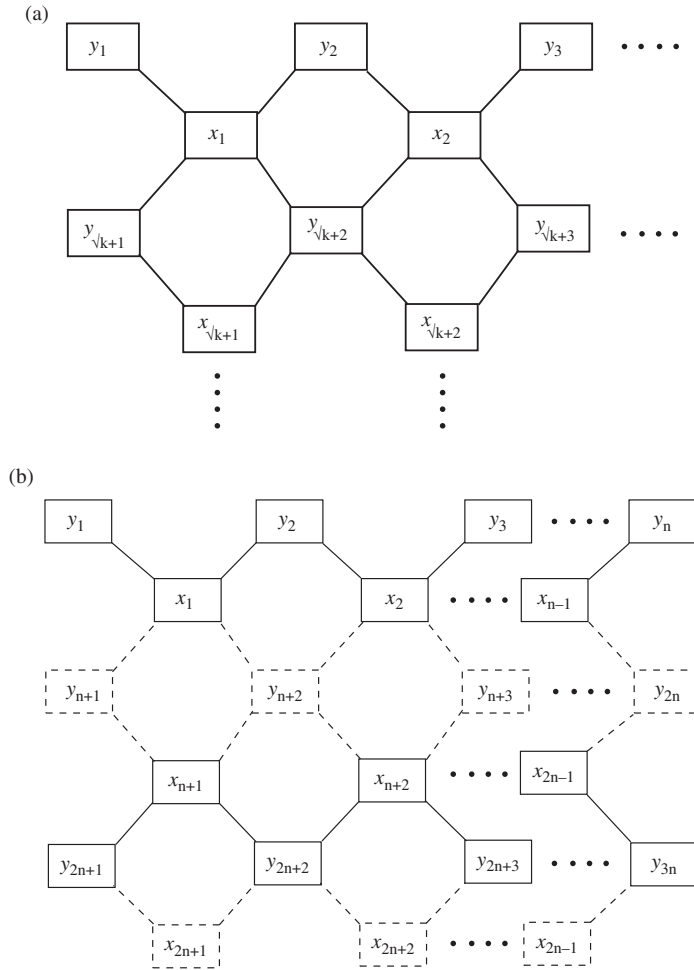 (a)
y₁ y₂ y₃ ....
x₁ x₂
y√k+1 y√k+2 y√k+3 ....
x√k+1 x√k+2
(b)
y₁ y₂ y₃ .... yₙ
x₁ x₂ .... xₙ₋₁
yₙ₊₁ yₙ₊₂ yₙ₊₃ .... y₂ₙ
xₙ₊₁ xₙ₊₂ .... x₂ₙ₋₁
y₂ₙ₊₁ y₂ₙ₊₂ y₂ₙ₊₃ .... y₃ₙ
x₂ₙ₊₁ x₂ₙ₊₂ .... x₂ₙ₋₁